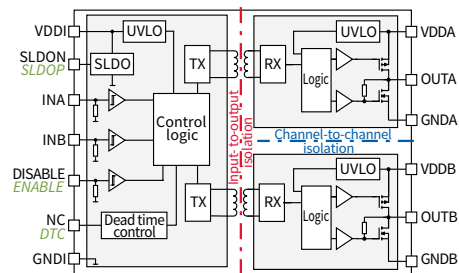 VDDI
SLDON
SLDOP
INA
INB
DISABLE
ENABLE
NC
DTC
GNDI
UVLO
SLDO
Control
logic
Dead time
control
TX
TX
Input-to-output
isolation
UVLO
RX
Logic
VDDA
OUTA
GNDA
Channel-to-channel
isolation
UVLO
RX
Logic
VDDB
OUTB
GNDB